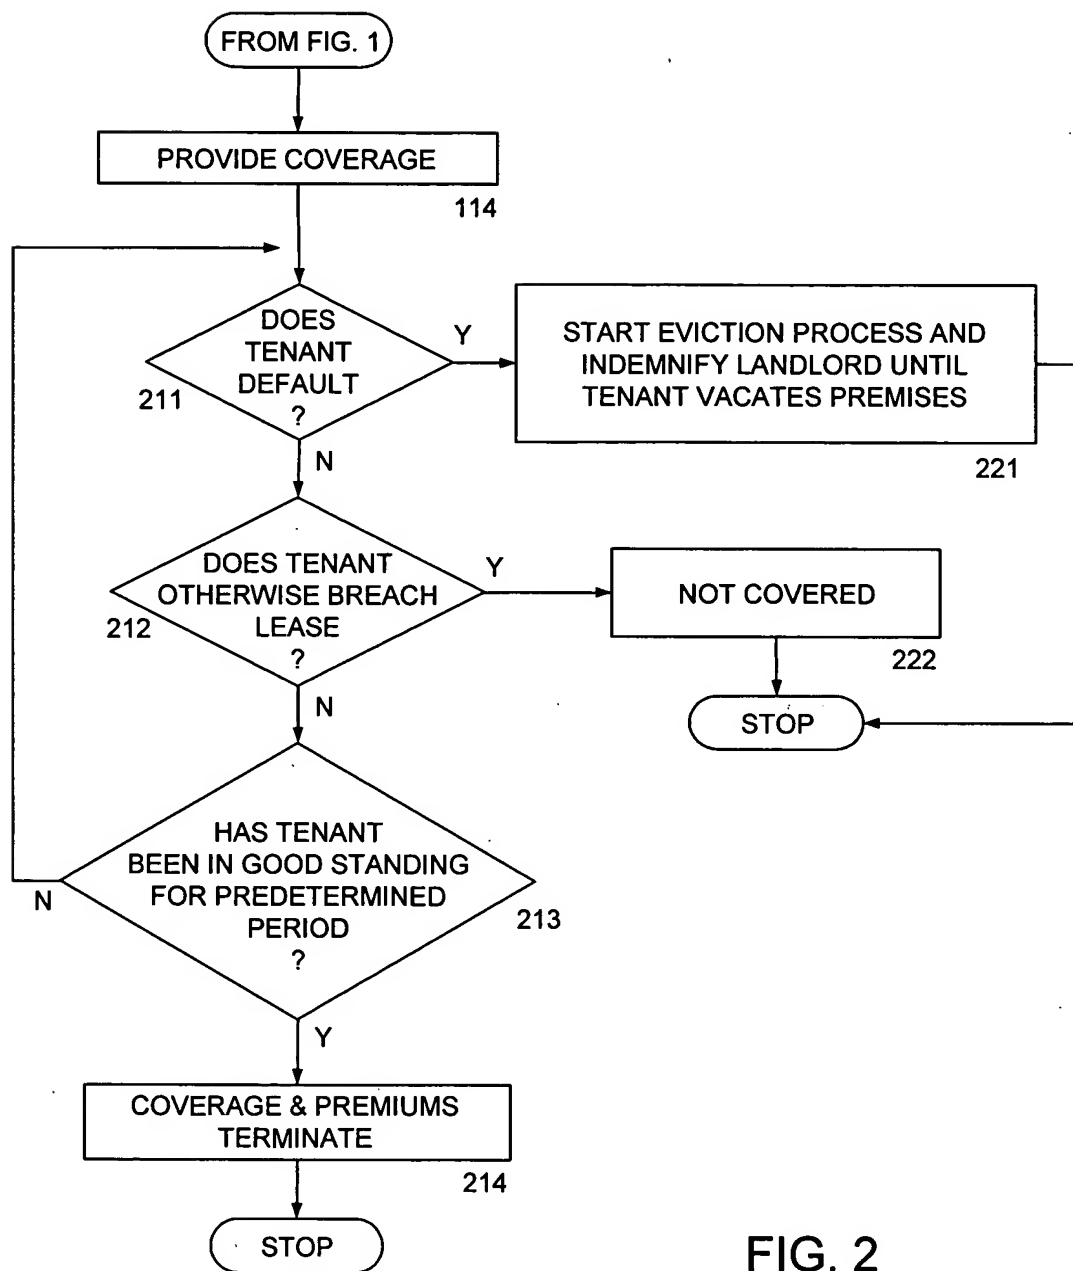 FROM FIG. 1
PROVIDE COVERAGE
114
DOES
TENANT
DEFAULT
?
211
Y
N
START EVICTION PROCESS AND
INDEMNIFY LANDLORD UNTIL
TENANT VACATES PREMISES
221
DOES TENANT
OTHERWISE BREACH
LEASE
?
212
Y
N
NOT COVERED
222
STOP
HAS TENANT
BEEN IN GOOD STANDING
FOR PREDETERMINED
PERIOD
?
N
213
Y
COVERAGE & PREMIUMS
TERMINATE
214
STOP
FIG. 2